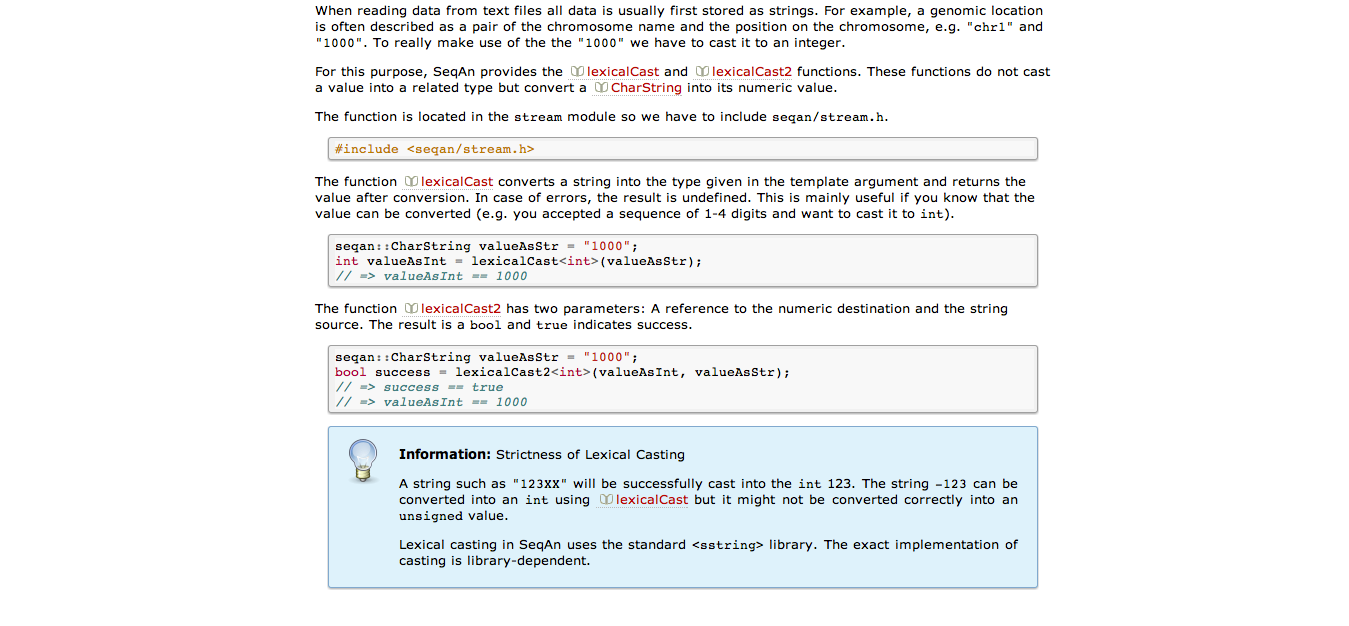 When reading data from text files all data is usually first stored as strings. For example, a genomic location
is often described as a pair of the chromosome name and the position on the chromosome, e.g. "chr1" and
"1000". To really make use of the the "1000" we have to cast it to an integer.
For this purpose, SeqAn provides the lexicalCast and lexicalCast2 functions. These functions do not cast
a value into a related type but convert a CharString into its numeric value.
The function is located in the stream module so we have to include seqan/stream.h.
#include <seqan/stream.h>
The function lexicalCast converts a string into the type given in the template argument and returns the
value after conversion. In case of errors, the result is undefined. This is mainly useful if you know that the
value can be converted (e.g. you accepted a sequence of 1-4 digits and want to cast it to int).
seqan::CharString valueAsStr = "1000";
int valueAsInt = lexicalCast<int>(valueAsStr);
// => valueAsInt == 1000
The function lexicalCast2 has two parameters: A reference to the numeric destination and the string
source. The result is a bool and true indicates success.
seqan::CharString valueAsStr = "1000";
bool success = lexicalCast2<int>(valueAsInt, valueAsStr);
// => success == true
// => valueAsInt == 1000
Information: Strictness of Lexical Casting
A string such as "123XX" will be successfully cast into the int 123. The string -123 can be
converted into an int using lexicalCast but it might not be converted correctly into an
unsigned value.
Lexical casting in SeqAn uses the standard <sstring> library. The exact implementation of
casting is library-dependent.